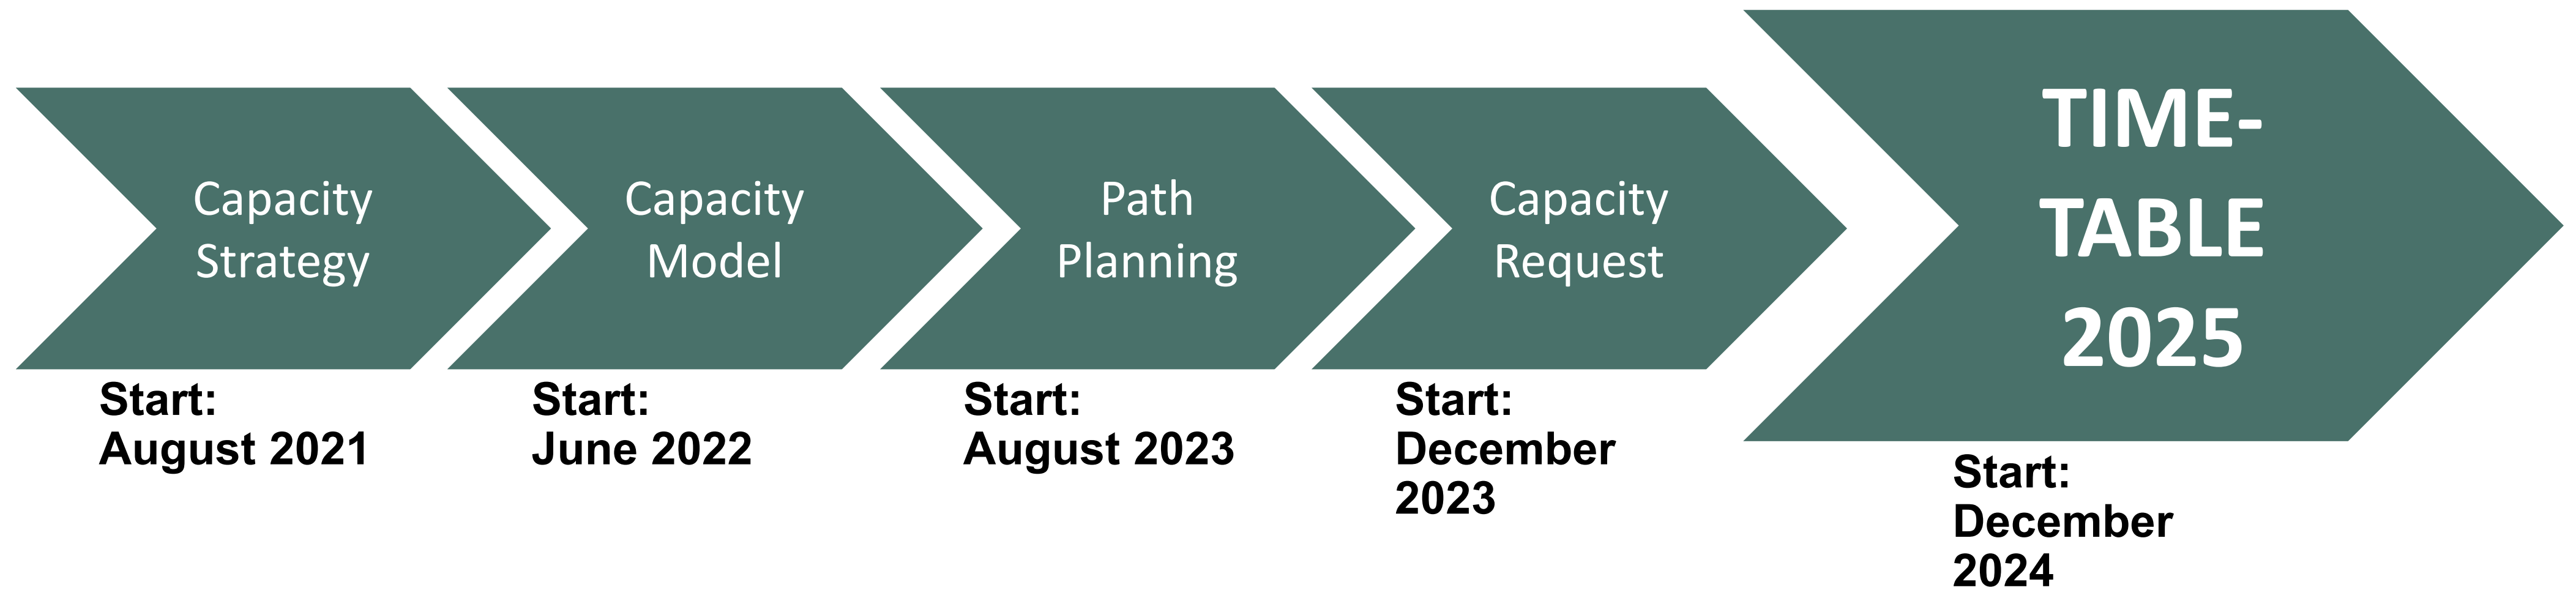 Capacity
Strategy
Start:
August 2021
Capacity
Model
Start:
June 2022
Path
Planning
Start:
August 2023
Capacity
Request
Start:
December
2023
TIME-
TABLE
2025
Start:
December
2024